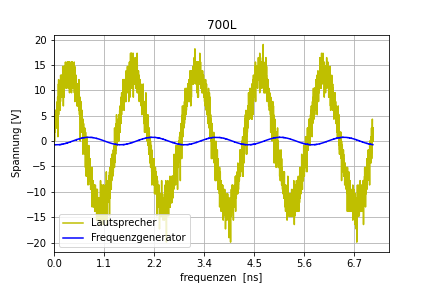 700L
Spannung [V]
20
15
10
5
0
−5
−10
−15
−20
Lautsprecher
Frequenzgenerator
0.0 1.1 2.2 3.4 4.5 5.6 6.7
frequenzen [ns]